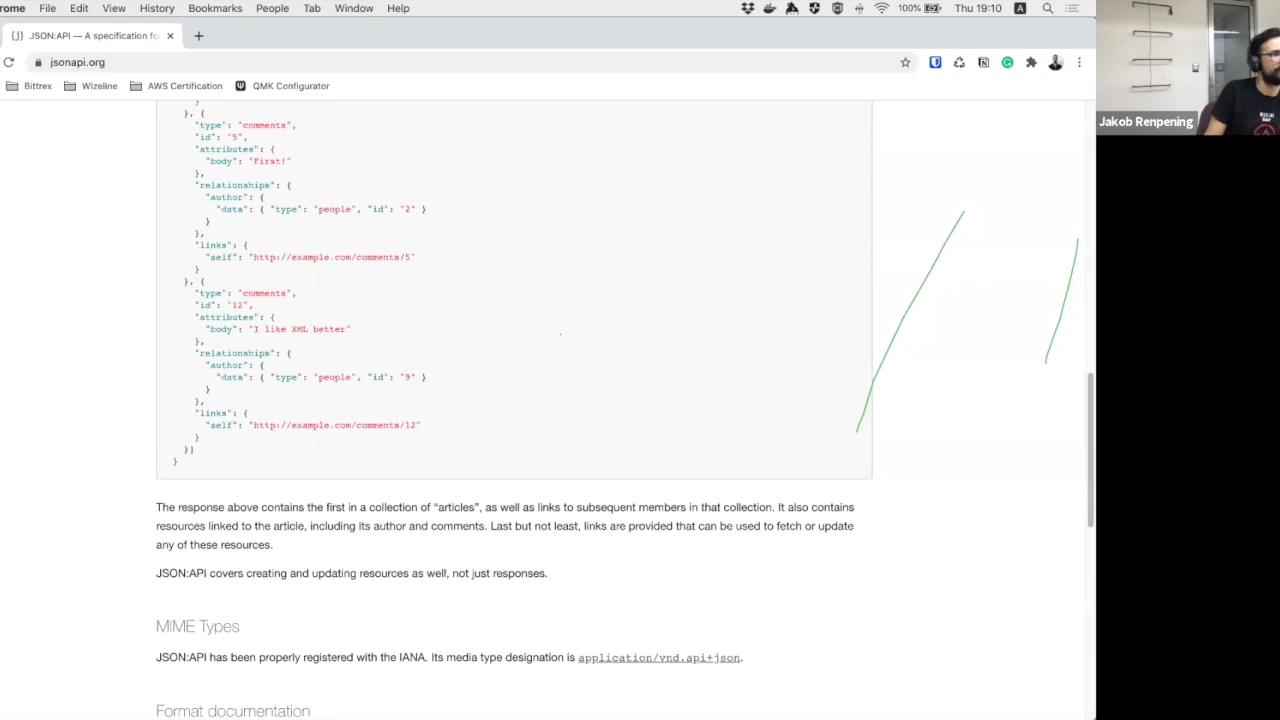 rome File Edit View History Bookmarks People Tab Window Help 100% Thu 19:10 A
{;} JSON:API — A specification fo × +
jsonapi.org
Bittrex Wizeline AWS Certification QMK Configurator
}
}, {
"type": "comments",
"id": "5",
"attributes": {
"body": "First!"
},
"relationships": {
"author": {
"data": { "type": "people", "id": "2" }
}
},
"links": {
"self": "http://example.com/comments/5"
}
}, {
"type": "comments",
"id": "12",
"attributes": {
"body": "I like XML better"
},
"relationships": {
"author": {
"data": { "type": "people", "id": "9" }
}
},
"links": {
"self": "http://example.com/comments/12"
}
}]
}
The response above contains the first in a collection of “articles”, as well as links to subsequent members in that collection. It also contains
resources linked to the article, including its author and comments. Last but not least, links are provided that can be used to fetch or update
any of these resources.
JSON:API covers creating and updating resources as well, not just responses.
MIME Types
JSON:API has been properly registered with the IANA. Its media type designation is application/vnd.api+json.
Format documentation
Jakob Renpening